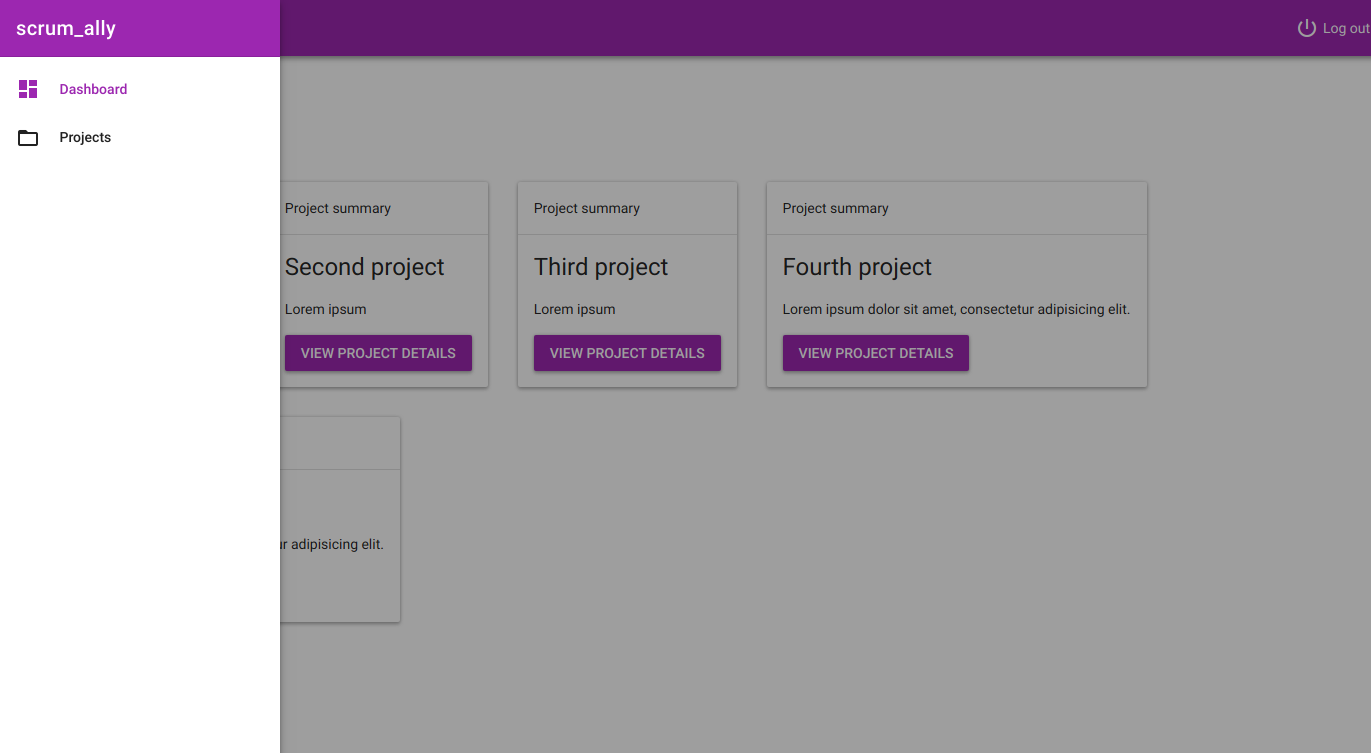 scrum_ally
Log out
Dashboard
Projects
Project summary
Second project
Lorem ipsum
VIEW PROJECT DETAILS
Project summary
Third project
Lorem ipsum
VIEW PROJECT DETAILS
Project summary
Fourth project
Lorem ipsum dolor sit amet, consectetur adipisicing elit.
VIEW PROJECT DETAILS
adipisicing elit.